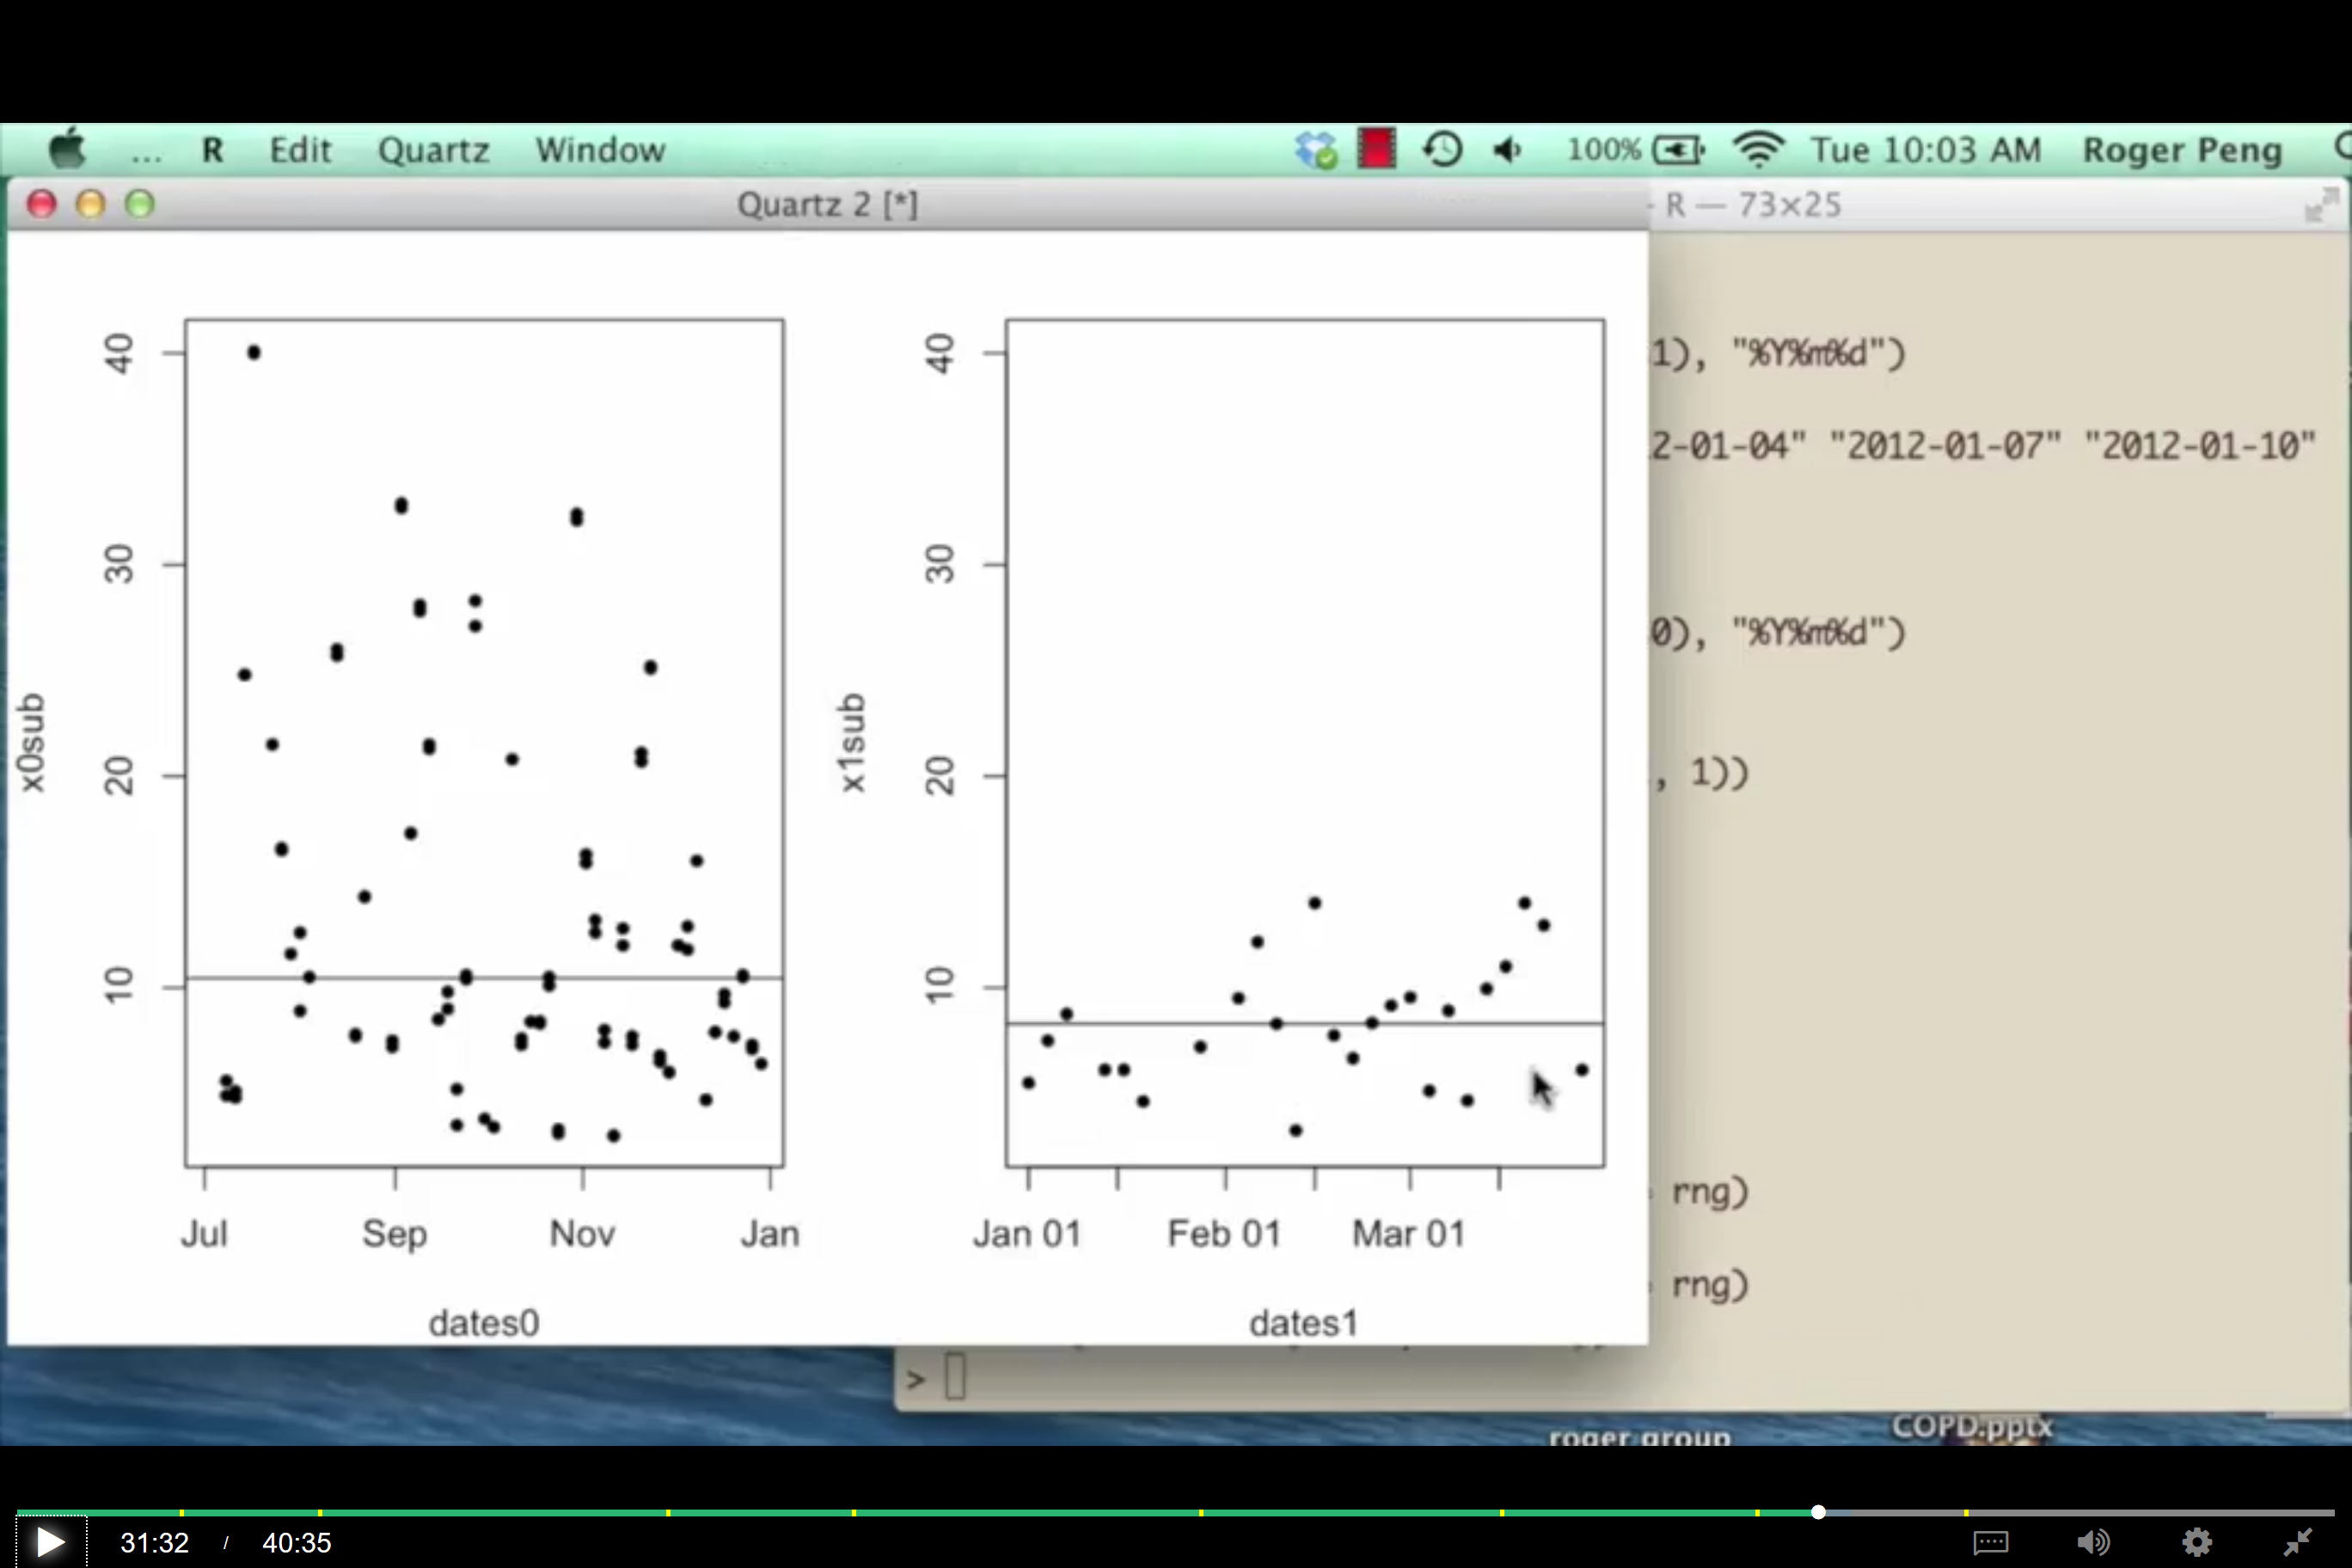 ... R Edit Quartz Window 100% Tue 10:03 AM Roger Peng
Quartz 2 [*]
- R — 73×25
1), "%Y%m%d")
2-01-04" "2012-01-07" "2012-01-10"
0), "%Y%m%d")
, 1))
rng)
rng)
x0sub
40
30
20
10
Jul Sep Nov Jan
dates0
x1sub
40
30
20
10
Jan 01 Feb 01 Mar 01
dates1
>
roger group
COPD.pptx
31:32 / 40:35